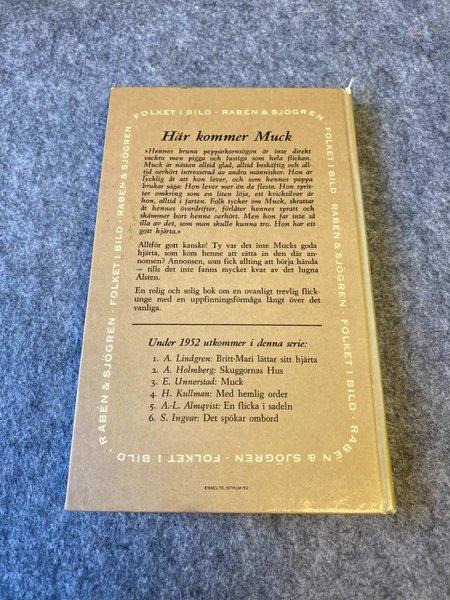 FOLKET I BILD · RABÉN & SJÖGREN
Här kommer Muck
»Hennes bruna pepparkornsögon är inte direkt
vackra men pigga och lustiga som hela flickan.
Muck är nästan alltid glad, alltid beskäftig och all-
tid oerhört intresserad av andra människor. Hon är
lycklig åt att hon lever, och som hennes pappa
brukar säga: Hon lever mer än de flesta. Hon sprit-
ter omkring som en liten löja, ett kvicksilver är
hon, alltid i farten. Folk tycker om Muck, skrattar
åt hennes överdrifter, förlåter hennes spratt och
skämmer bort henne oerhört. Men hon far inte så
illa av det, som man skulle kunna tro. Hon har ett
gott hjärta.«
Alltför gott kanske! Ty var det inte Mucks goda
hjärta, som kom henne att sätta in den där an-
nonsen? Annonsen, som fick allting att börja hända
— tills det inte fanns mycket kvar av det lugna
Alsten.
En rolig och solig bok om en ovanligt trevlig flick-
unge med en uppfinningsförmåga långt över det
vanliga.
Under 1952 utkommer i denna serie:
1. A. Lindgren: Britt-Mari lättar sitt hjärta
2. Å. Holmberg: Skuggornas Hus
3. E. Unnerstad: Muck
4. H. Kullman: Med hemlig order
5. A.-L. Almqvist: En flicka i sadeln
6. S. Ingvar: Det spökar ombord
FOLKET I BILD · RABÉN & SJÖGREN
RABÉN & SJÖGREN · FOLKET I BILD · RABÉN & SJÖGREN
RABÉN & SJÖGREN · FOLKET I BILD
ESSELTE, STHLM 52